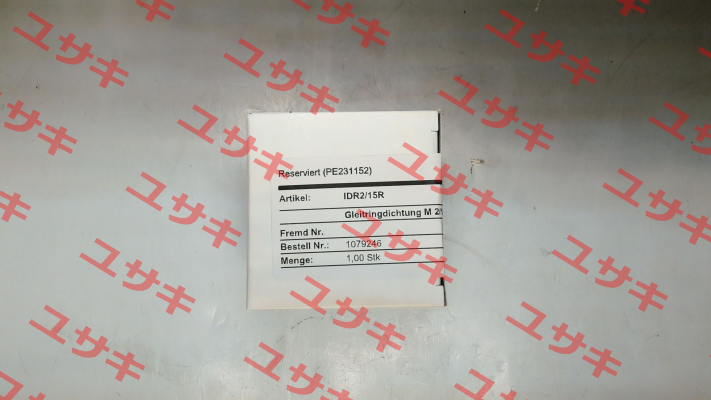 Reserviert (PE231152)
Artikel: IDR2/15R
Gleitringdichtung M 2
Fremd Nr.
Bestell Nr.: 1079246
Menge: 1,00 Stk
ユサキ